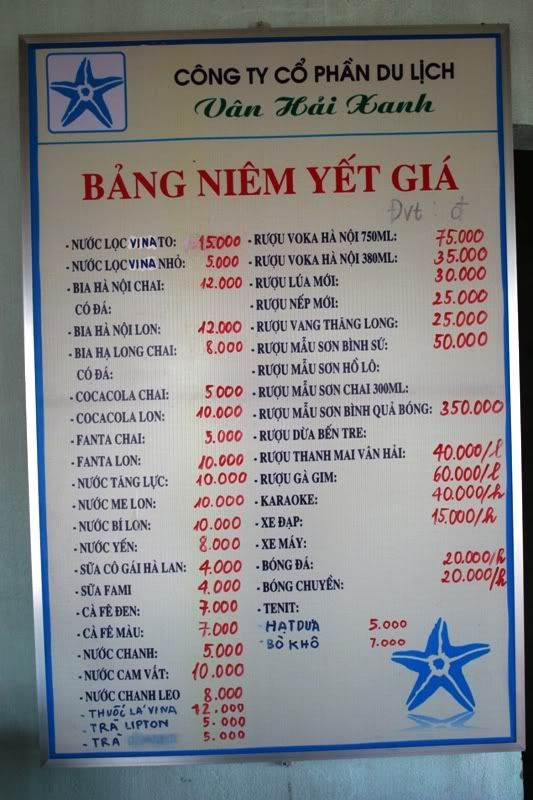 CÔNG TY CỔ PHẦN DU LỊCH
Vân Hải Xanh
BẢNG NIÊM YẾT GIÁ
Đvt : đ
- NƯỚC LỌC VINA TO: 15.000
- NƯỚC LỌC VINA NHỎ: 5.000
- BIA HÀ NỘI CHAI: 12.000
CÓ ĐÁ:
- BIA HÀ NỘI LON: 12.000
- BIA HẠ LONG CHAI: 8.000
CÓ ĐÁ:
- COCACOLA CHAI: 5000
- COCACOLA LON: 10.000
- FANTA CHAI: 5.000
- FANTA LON: 10.000
- NƯỚC TĂNG LỰC: 10.000
- NƯỚC ME LON: 10.000
- NƯỚC BÍ LON: 10.000
- NƯỚC YẾN: 8.000
- SỮA CÔ GÁI HÀ LAN: 4.000
- SỮA FAMI 4.000
- CÀ FÊ ĐEN: 7.000
- CÀ FÊ MÀU: 7.000
- NƯỚC CHANH: 5.000
- NƯỚC CAM VẮT: 10.000
- NƯỚC CHANH LEO 8.000
- THUỐC LÁ VINA 12.000
- TRÀ LIPTON 5.000
- TRÀ 5.000
- RƯỢU VOKA HÀ NỘI 750ML: 75.000
- RƯỢU VOKA HÀ NỘI 380ML: 35.000
- RƯỢU LÚA MỚI: 30.000
- RƯỢU NẾP MỚI: 25.000
- RƯỢU VANG THĂNG LONG: 25.000
- RƯỢU MẪU SƠN BÌNH SỨ: 50.000
- RƯỢU MẪU SƠN HỒ LÔ:
- RƯỢU MẪU SƠN CHAI 300ML:
- RƯỢU MẪU SƠN BÌNH QUẢ BÓNG: 350.000
- RƯỢU DỪA BẾN TRE:
- RƯỢU THANH MAI VÂN HẢI: 40.000/l
- RƯỢU GÀ GIM: 60.000/l
- KARAOKE: 40.000/h
- XE ĐẠP: 15.000/h
- XE MÁY:
- BÓNG ĐÁ: 20.000/h
- BÓNG CHUYỀN: 20.000/h
- TENIT:
- HẠT DƯA 5.000
- BÒ KHÔ 7.000